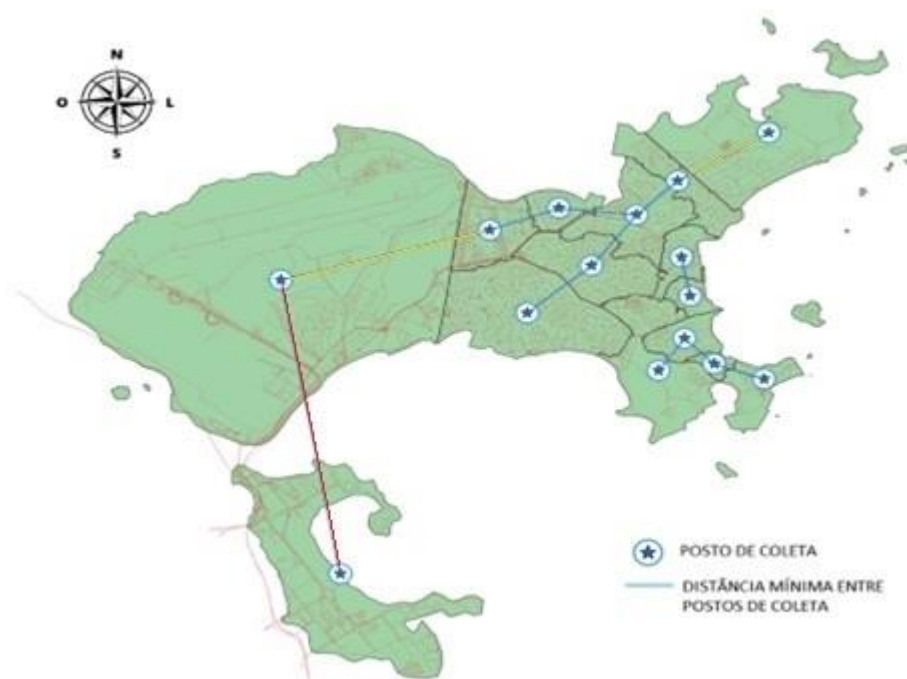 N
O L
S
POSTO DE COLETA
DISTÂNCIA MÍNIMA ENTRE
POSTOS DE COLETA